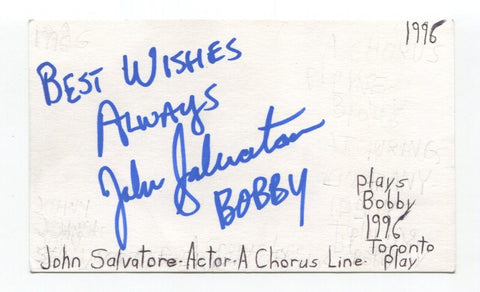 1996
BEST WISHES
ALWAYS
John Salvatore
BOBBY
plays
Bobby
1996
Toronto
John Salvatore-Actor-A Chorus Line play